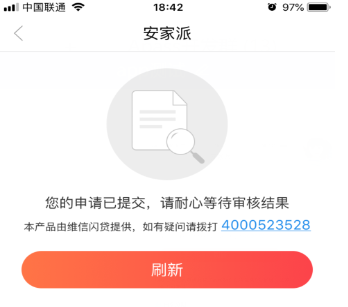 中国联通 18:42 97%
安家派
您的申请已提交，请耐心等待审核结果
本产品由维信闪贷提供，如有疑问请拨打 4000523528
刷新